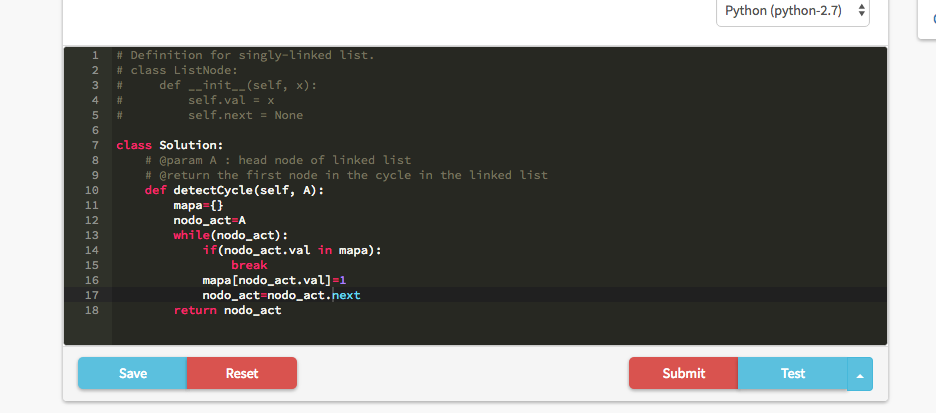 Python (python-2.7)
1 # Definition for singly-linked list.
2 # class ListNode:
3 #     def __init__(self, x):
4 #         self.val = x
5 #         self.next = None
6
7 class Solution:
8     # @param A : head node of linked list
9     # @return the first node in the cycle in the linked list
10     def detectCycle(self, A):
11         mapa={}
12         nodo_act=A
13         while(nodo_act):
14             if(nodo_act.val in mapa):
15                 break
16             mapa[nodo_act.val]=1
17             nodo_act=nodo_act.next
18         return nodo_act
Save Reset Submit Test